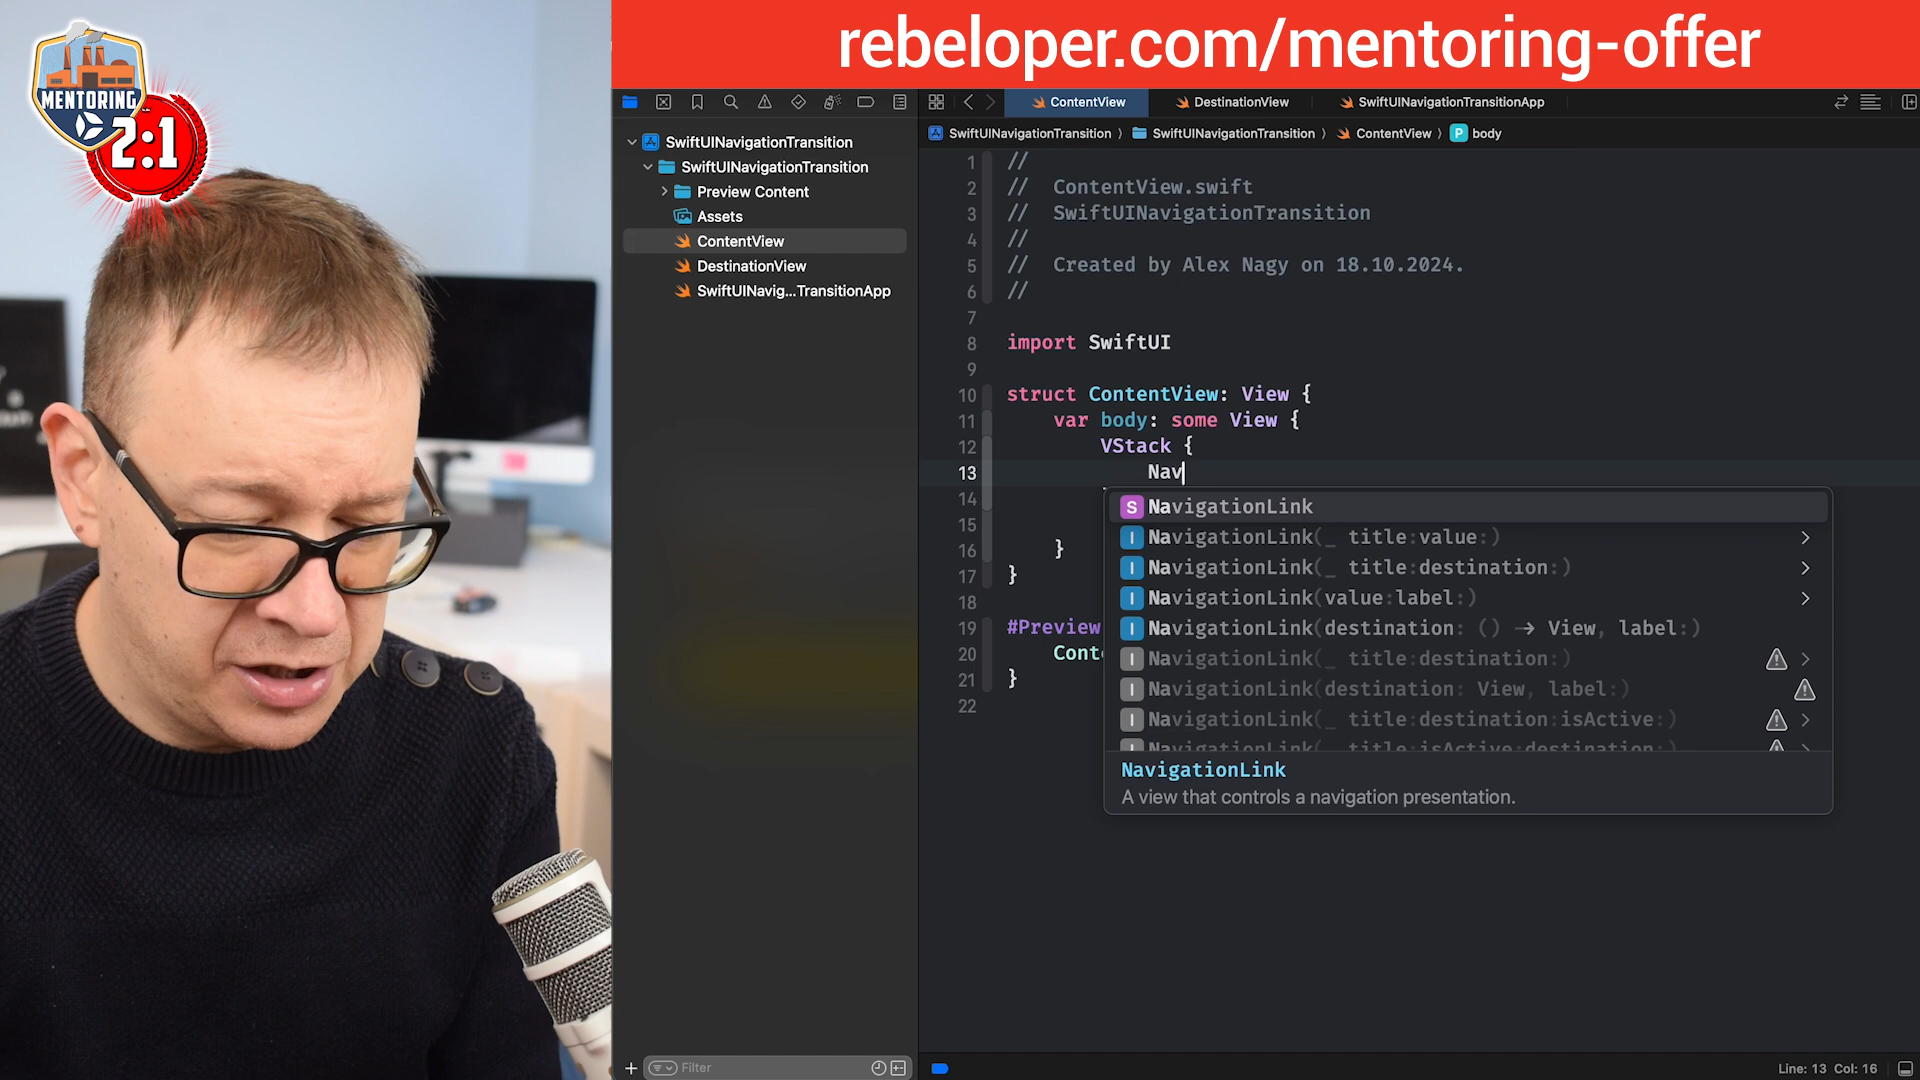 rebeloper.com/mentoring-offer
MENTORING
2:1
ContentView
DestinationView
SwiftUINavigationTransitionApp
SwiftUINavigationTransition
SwiftUINavigationTransition
Preview Content
Assets
ContentView
DestinationView
SwiftUINavig...TransitionApp
Filter
SwiftUINavigationTransition 〉 SwiftUINavigationTransition 〉 ContentView 〉 P body
1 //
2 // ContentView.swift
3 // SwiftUINavigationTransition
4 //
5 // Created by Alex Nagy on 18.10.2024.
6 //
7
8 import SwiftUI
9
10 struct ContentView: View {
11 var body: some View {
12 VStack {
13 Nav
14
15
16 }
17 }
18
19 #Preview
20 Conte
21 }
22
S NavigationLink
I NavigationLink(_ title:value:)
I NavigationLink(_ title:destination:)
I NavigationLink(value:label:)
I NavigationLink(destination: () → View, label:)
I NavigationLink(_ title:destination:)
I NavigationLink(destination: View, label:)
I NavigationLink(_ title:destination:isActive:)
I NavigationLink(_ title:isActive:destination:)
NavigationLink
A view that controls a navigation presentation.
Line: 13 Col: 16